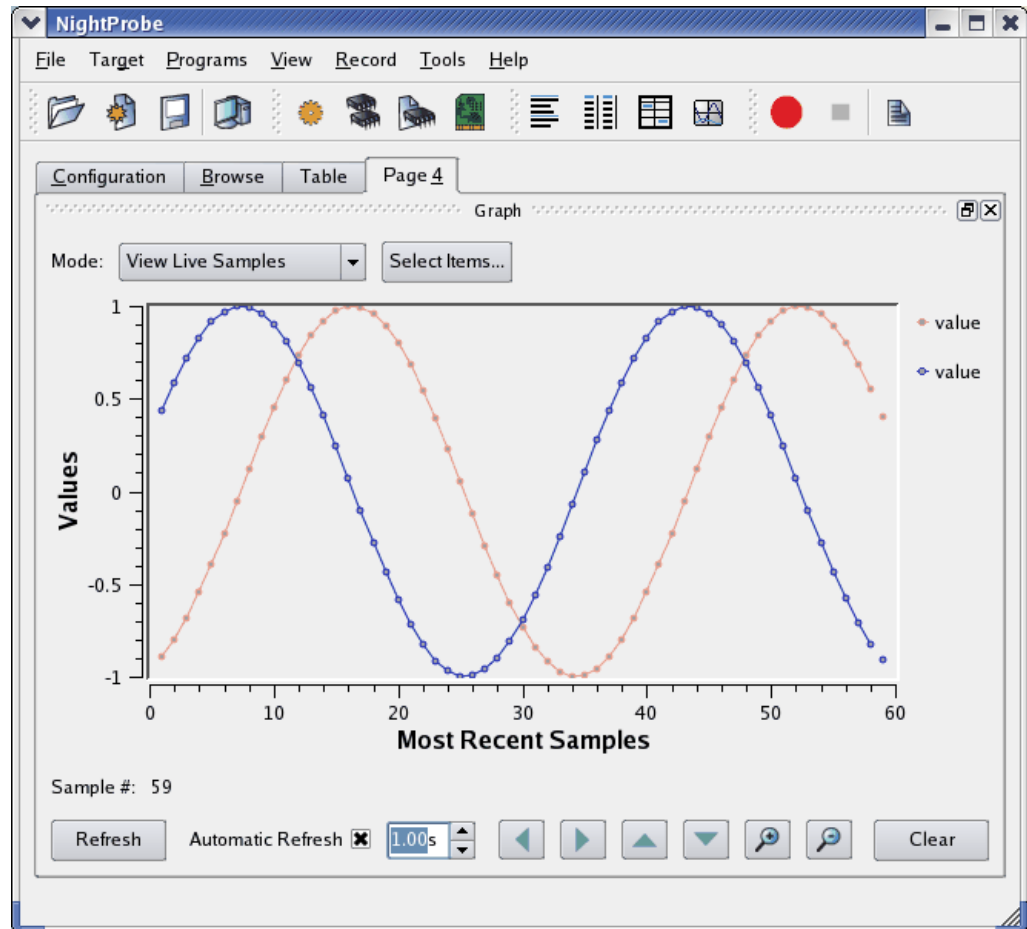 NightProbe
File Target Programs View Record Tools Help
Configuration Browse Table Page 4
Graph
Mode: View Live Samples Select Items...
1
0.5
0
-0.5
-1
Values
value
value
0 10 20 30 40 50 60
Most Recent Samples
Sample #: 59
Refresh Automatic Refresh 1.00s Clear